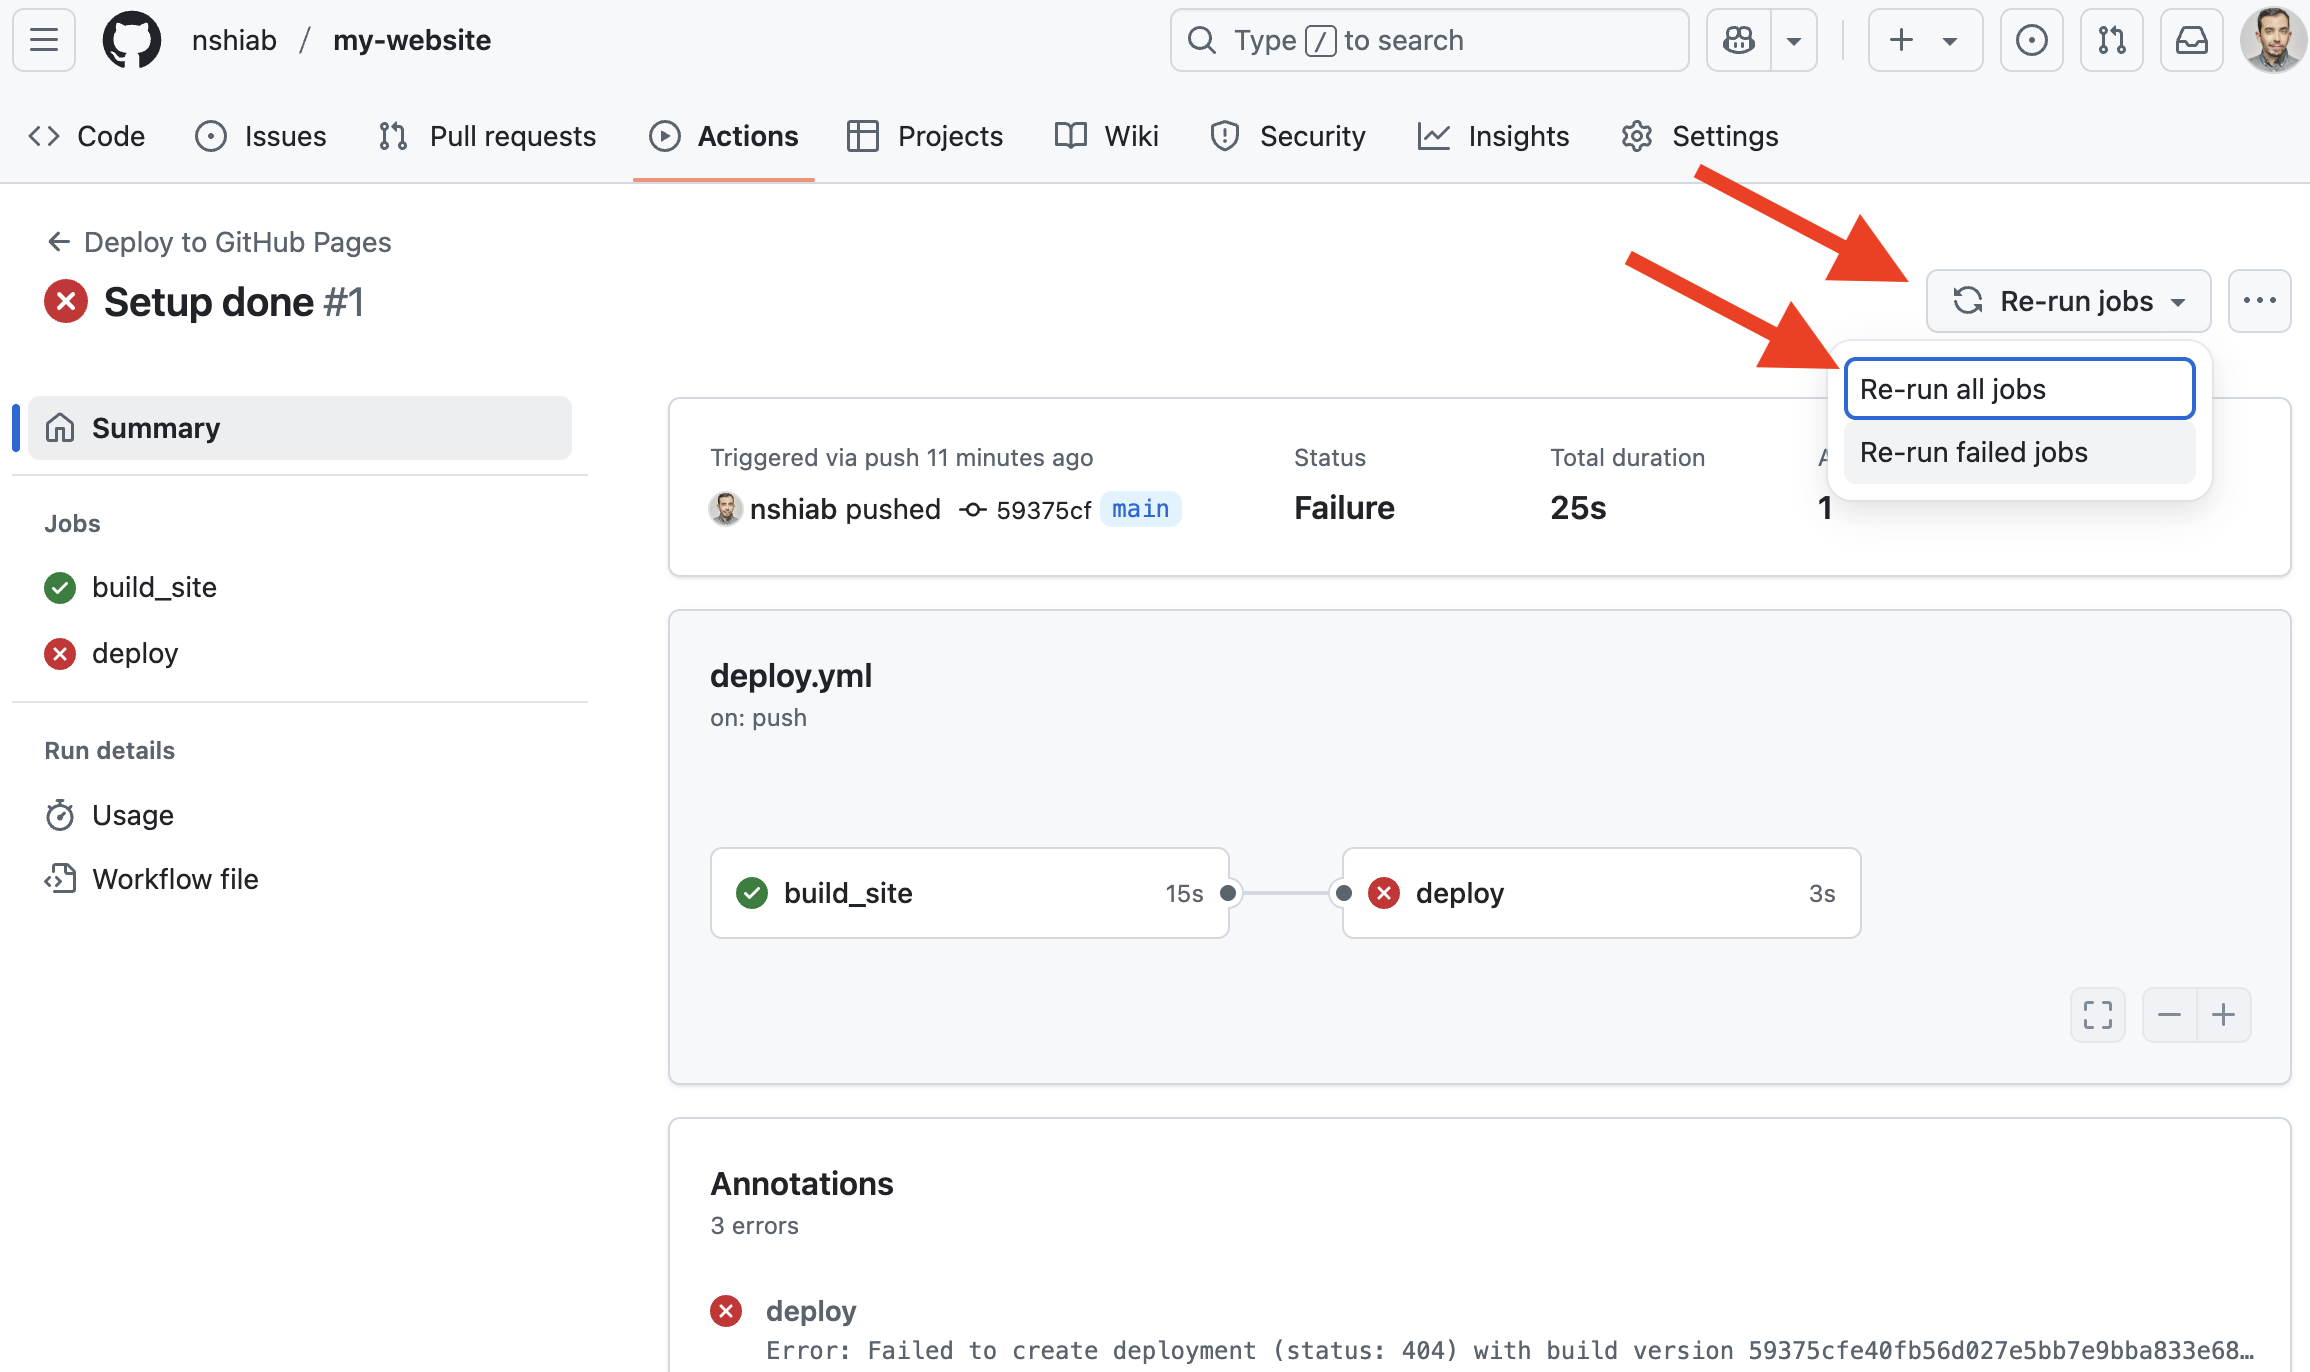 nshiab / my-website
Type / to search
Code
Issues
Pull requests
Actions
Projects
Wiki
Security
Insights
Settings
← Deploy to GitHub Pages
Setup done #1
Re-run jobs
Re-run all jobs
Re-run failed jobs
Summary
Jobs
build_site
deploy
Run details
Usage
Workflow file
Triggered via push 11 minutes ago
nshiab pushed 59375cf main
Status
Failure
Total duration
25s
1
deploy.yml
on: push
build_site 15s
deploy 3s
Annotations
3 errors
deploy
Error: Failed to create deployment (status: 404) with build version 59375cfe40fb56d027e5bb7e9bba833e68…